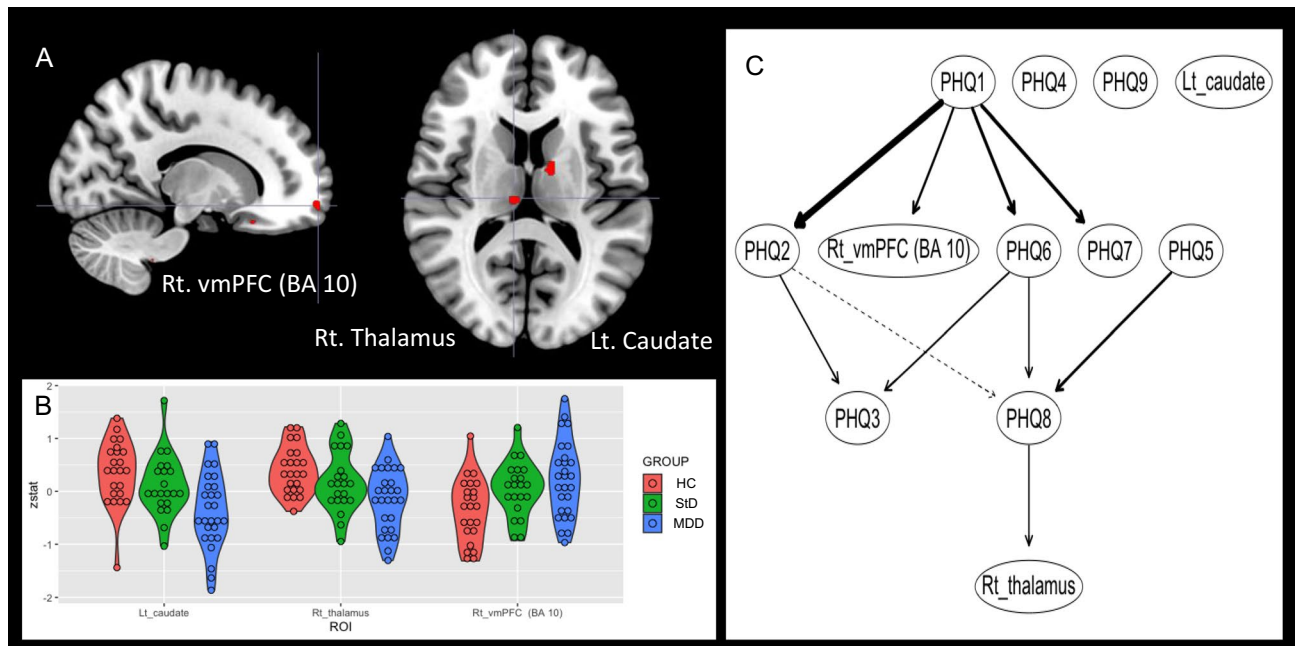 A
Rt. vmPFC (BA 10)
Rt. Thalamus
Lt. Caudate
B
2
1
0
-1
-2
zstat
Lt_caudate
Rt_thalamus
Rt_vmPFC (BA 10)
ROI
GROUP
HC
StD
MDD
C
PHQ1
PHQ4
PHQ9
Lt_caudate
PHQ2
Rt_vmPFC (BA 10)
PHQ6
PHQ7
PHQ5
PHQ3
PHQ8
Rt_thalamus